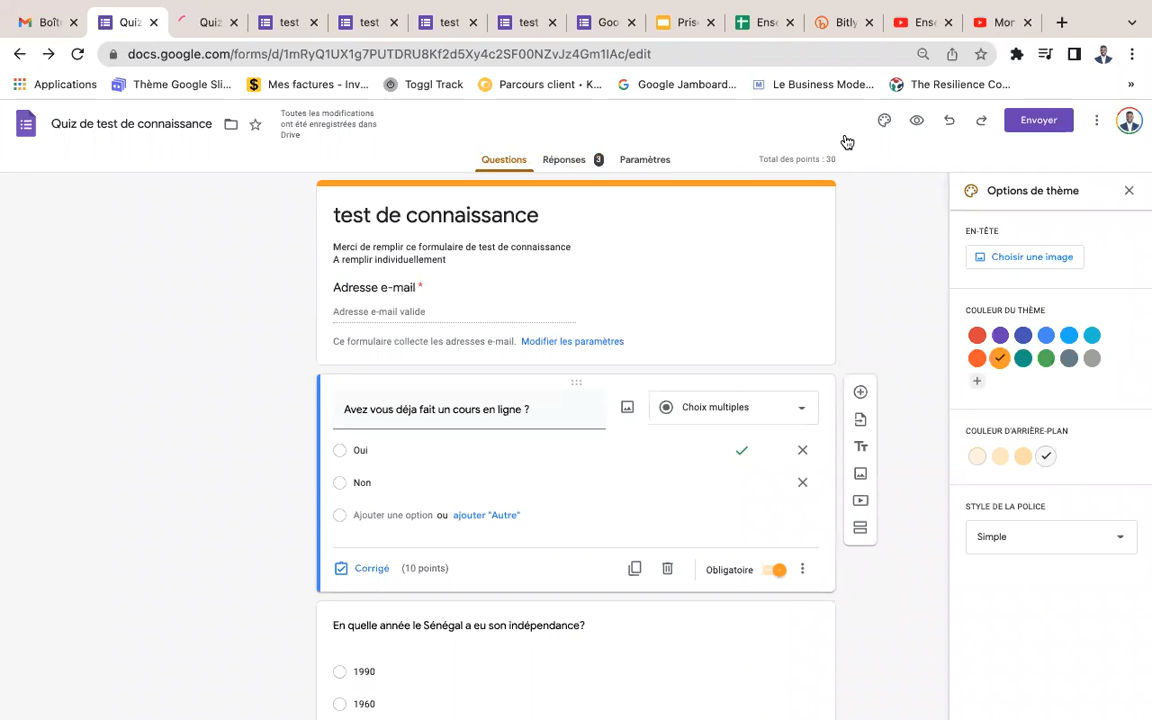 Boîte
Quiz
Quiz
test
test
test
test
Goo
Pris
Ens
Bitly
Ens
Mor
docs.google.com/forms/d/1mRyQ1UX1g7PUTDRU8Kf2d5Xy4c2SF00NZvJz4Gm1IAc/edit
Applications
Thème Google Sli...
Mes factures - Inv...
Toggl Track
Parcours client • K...
Google Jamboard...
Le Business Mode...
The Resilience Co...
»
Quiz de test de connaissance
Toutes les modifications
ont été enregistrées dans
Drive
Envoyer
Questions
Réponses 3
Paramètres
Total des points : 30
test de connaissance
Merci de remplir ce formulaire de test de connaissance
A remplir individuellement
Adresse e-mail *
Adresse e-mail valide
Ce formulaire collecte les adresses e-mail. Modifier les paramètres
Avez vous déja fait un cours en ligne ?
Choix multiples
Oui
Non
Ajouter une option ou ajouter "Autre"
Corrigé (10 points)
Obligatoire
En quelle année le Sénégal a eu son indépendance?
1990
1960
Tт
Options de thème
EN-TÊTE
Choisir une image
COULEUR DU THÈME
COULEUR D'ARRIÈRE-PLAN
STYLE DE LA POLICE
Simple